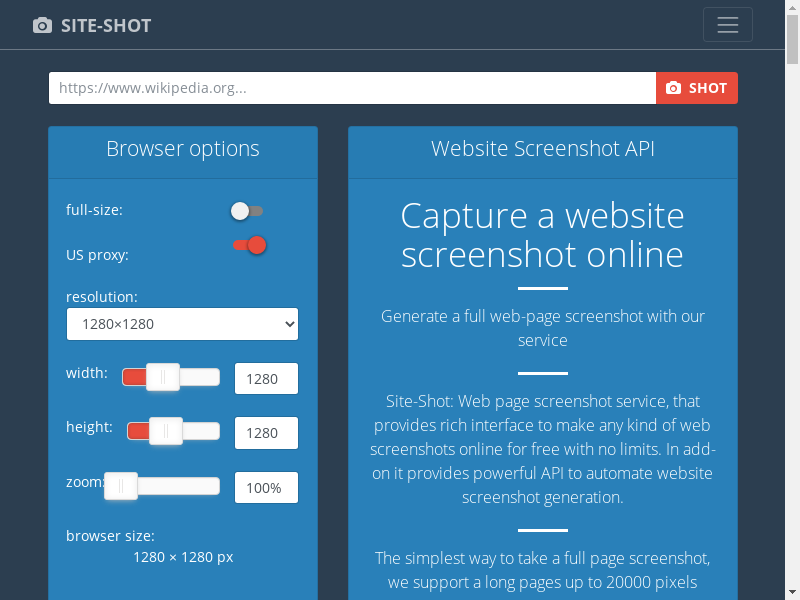 SITE-SHOT
https://www.wikipedia.org...
SHOT
Browser options
full-size:
US proxy:
resolution:
1280×1280
width:
1280
height:
1280
zoom:
100%
browser size:
1280 × 1280 px
Website Screenshot API
Capture a website
screenshot online
Generate a full web-page screenshot with our
service
Site-Shot: Web page screenshot service, that
provides rich interface to make any kind of web
screenshots online for free with no limits. In add-
on it provides powerful API to automate website
screenshot generation.
The simplest way to take a full page screenshot,
we support a long pages up to 20000 pixels